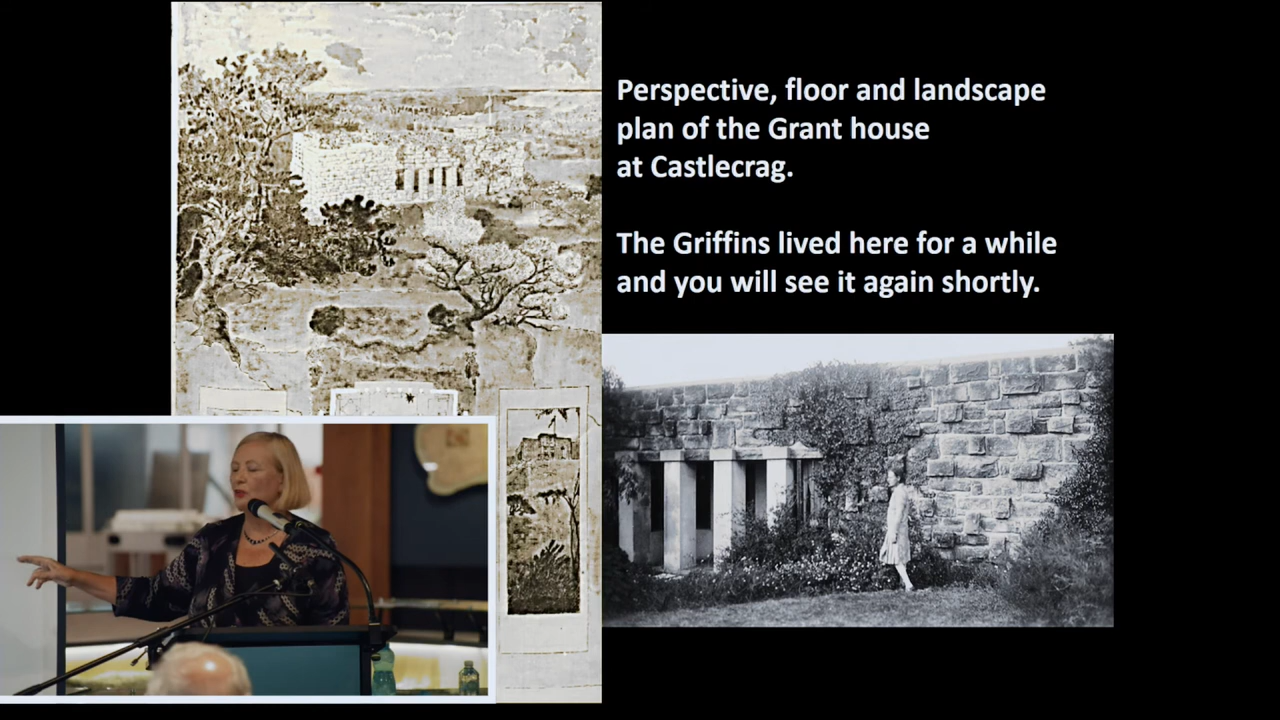 Perspective, floor and landscape
plan of the Grant house
at Castlecrag.
The Griffins lived here for a while
and you will see it again shortly.